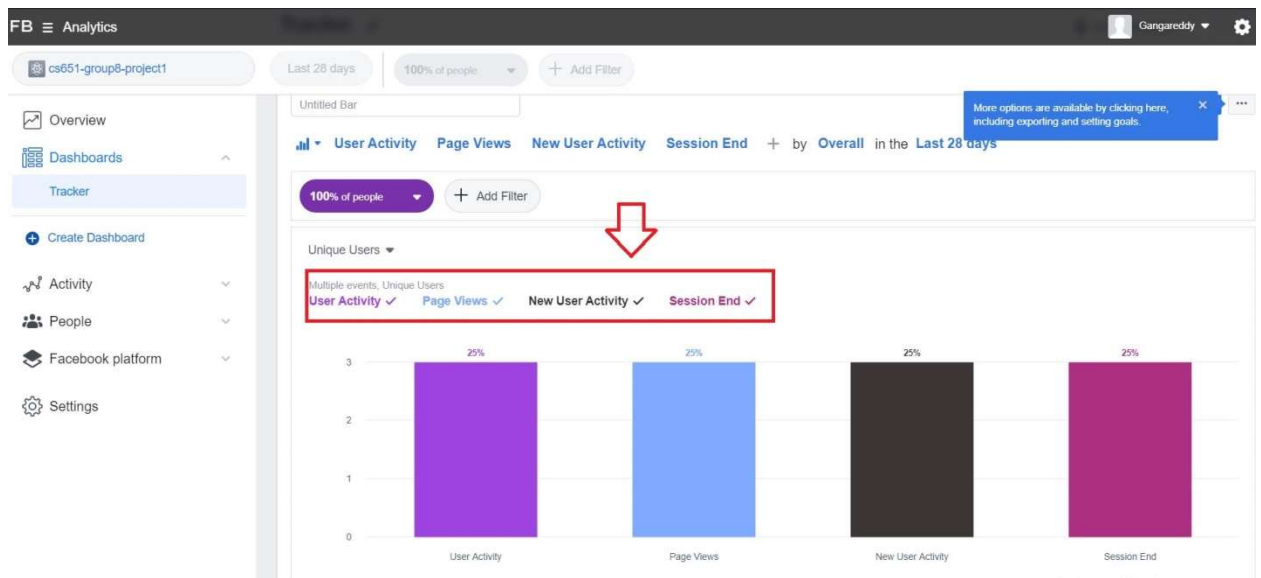 FB ☰ Analytics
Tracker
Gangareddy
cs651-group8-project1
Last 28 days
100% of people
+ Add Filter
Overview
Dashboards
Tracker
Create Dashboard
Activity
People
Facebook platform
Settings
Untitled Bar
More options are available by clicking here,
including exporting and setting goals.
User Activity Page Views New User Activity Session End + by Overall in the Last 28 days
100% of people
+ Add Filter
Unique Users
Multiple events, Unique Users
User Activity ✓ Page Views ✓ New User Activity ✓ Session End ✓
25% 25% 25% 25%
3
2
1
0
User Activity Page Views New User Activity Session End